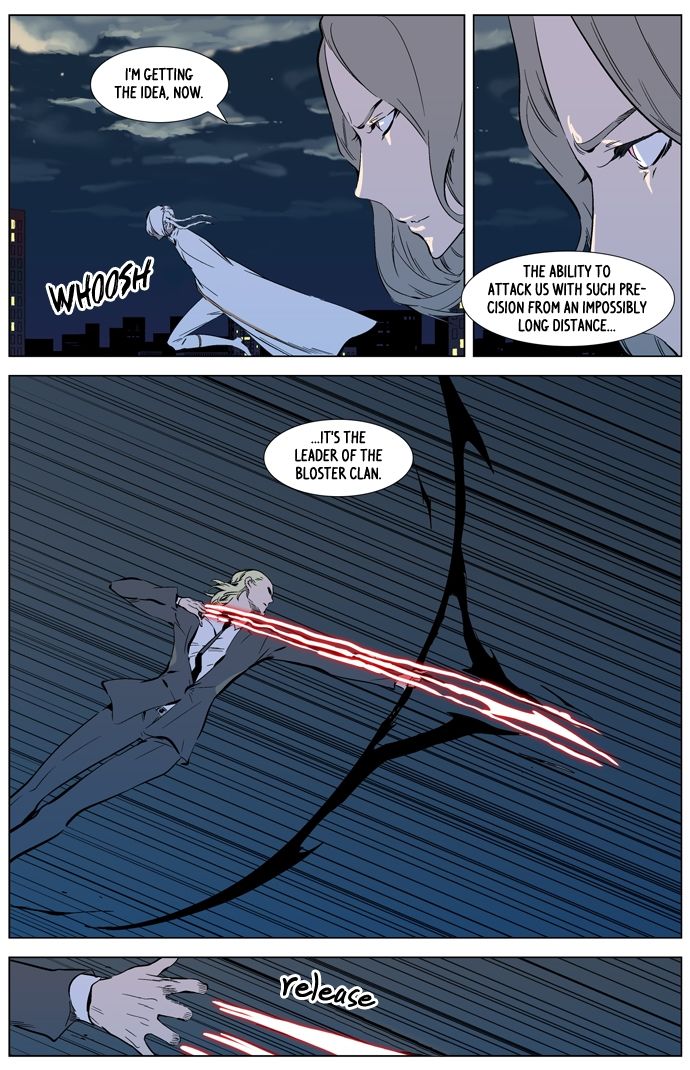 I'M GETTING
THE IDEA, NOW.
WHOOSH
THE ABILITY TO
ATTACK US WITH SUCH PRE-
CISION FROM AN IMPOSSIBLY
LONG DISTANCE...
...IT'S THE
LEADER OF THE
BLOSTER CLAN.
release